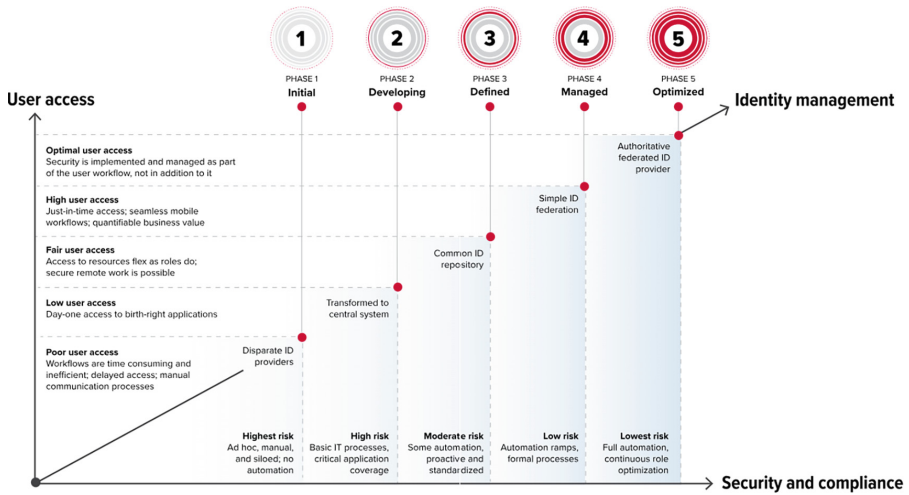 1
2
3
4
5
PHASE 1
Initial
PHASE 2
Developing
PHASE 3
Defined
PHASE 4
Managed
PHASE 5
Optimized
User access
Identity management
Optimal user access
Security is implemented and managed as part
of the user workflow, not in addition to it
Authoritative
federated ID
provider
High user access
Just-in-time access; seamless mobile
workflows; quantifiable business value
Simple ID
federation
Fair user access
Access to resources flex as roles do;
secure remote work is possible
Common ID
repository
Low user access
Day-one access to birth-right applications
Transformed to
central system
Poor user access
Workflows are time consuming and
inefficient; delayed access; manual
communication processes
Disparate ID
providers
Highest risk
Ad hoc, manual,
and siloed; no
automation
High risk
Basic IT processes,
critical application
coverage
Moderate risk
Some automation,
proactive and
standardized
Low risk
Automation ramps,
formal processes
Lowest risk
Full automation,
continuous role
optimization
Security and compliance